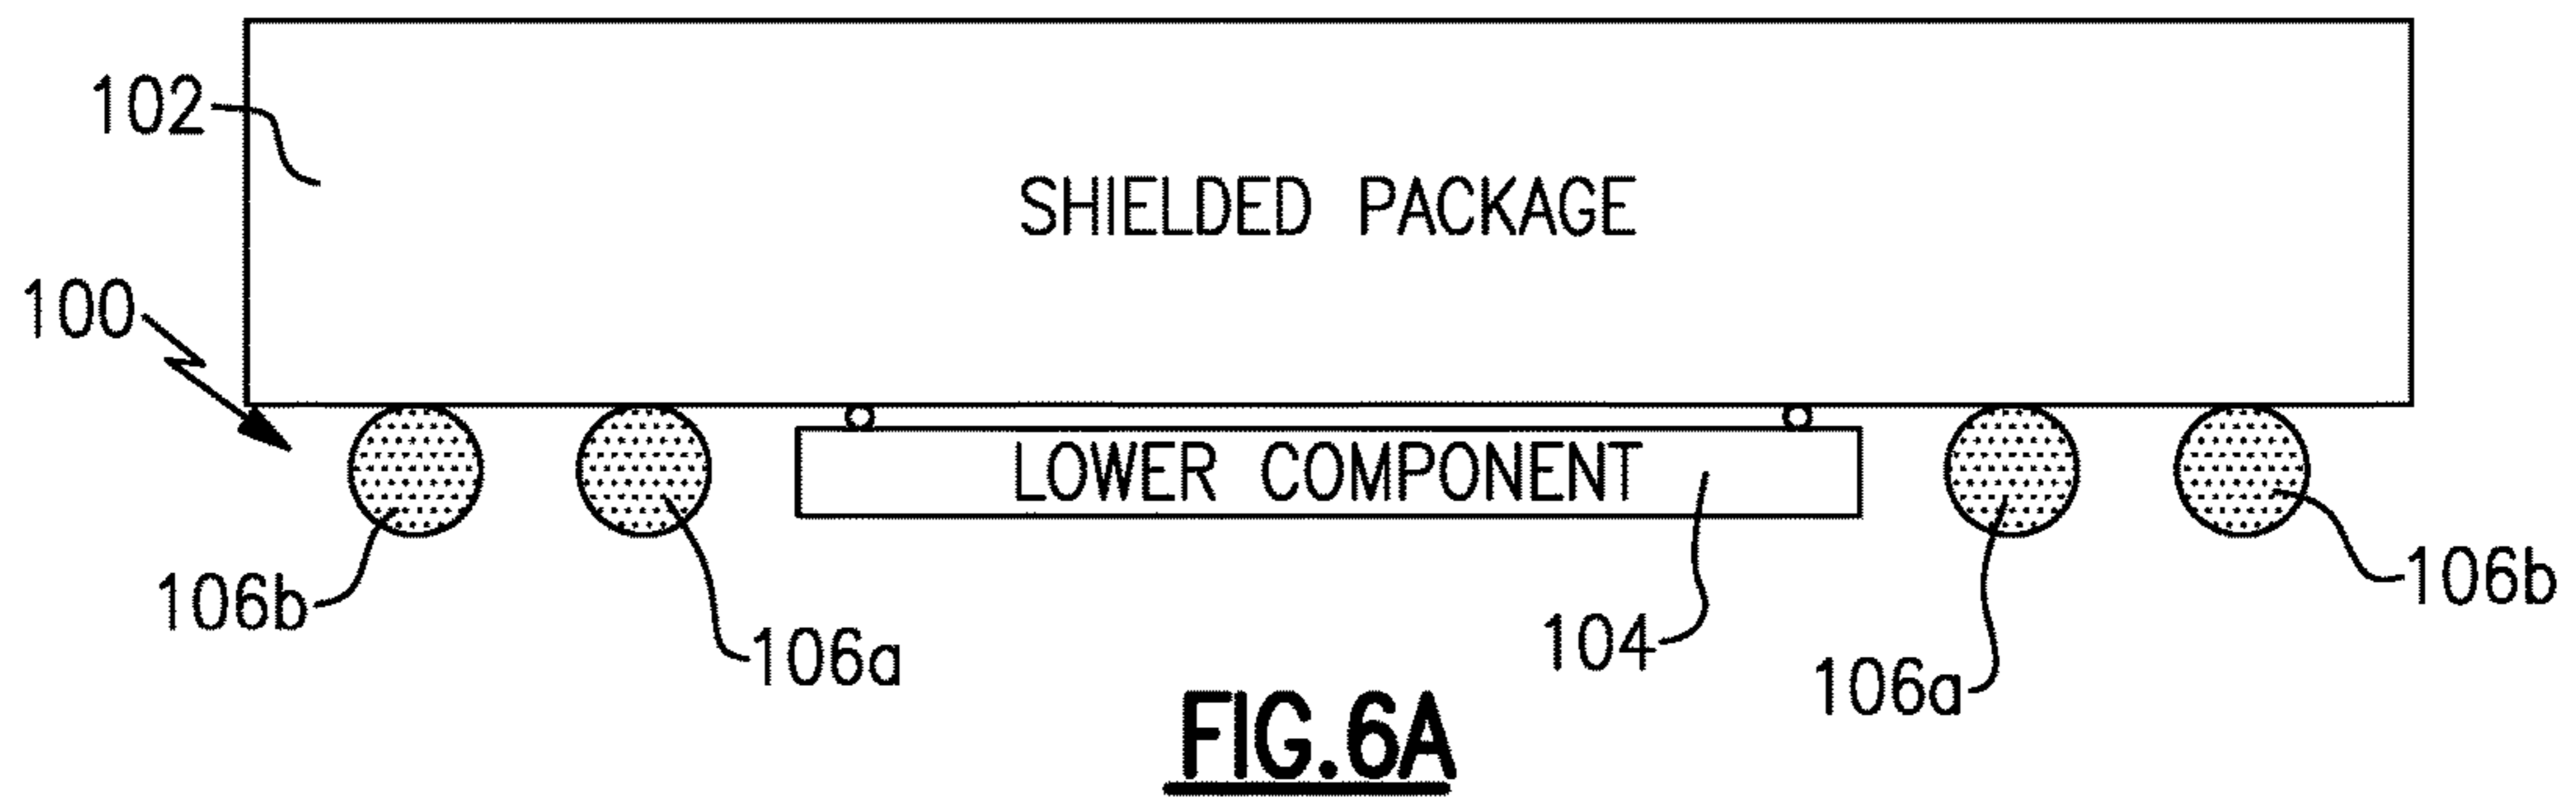 102
SHIELDED PACKAGE
100
LOWER COMPONENT
106b
106a
104
106a
106b
FIG.6A